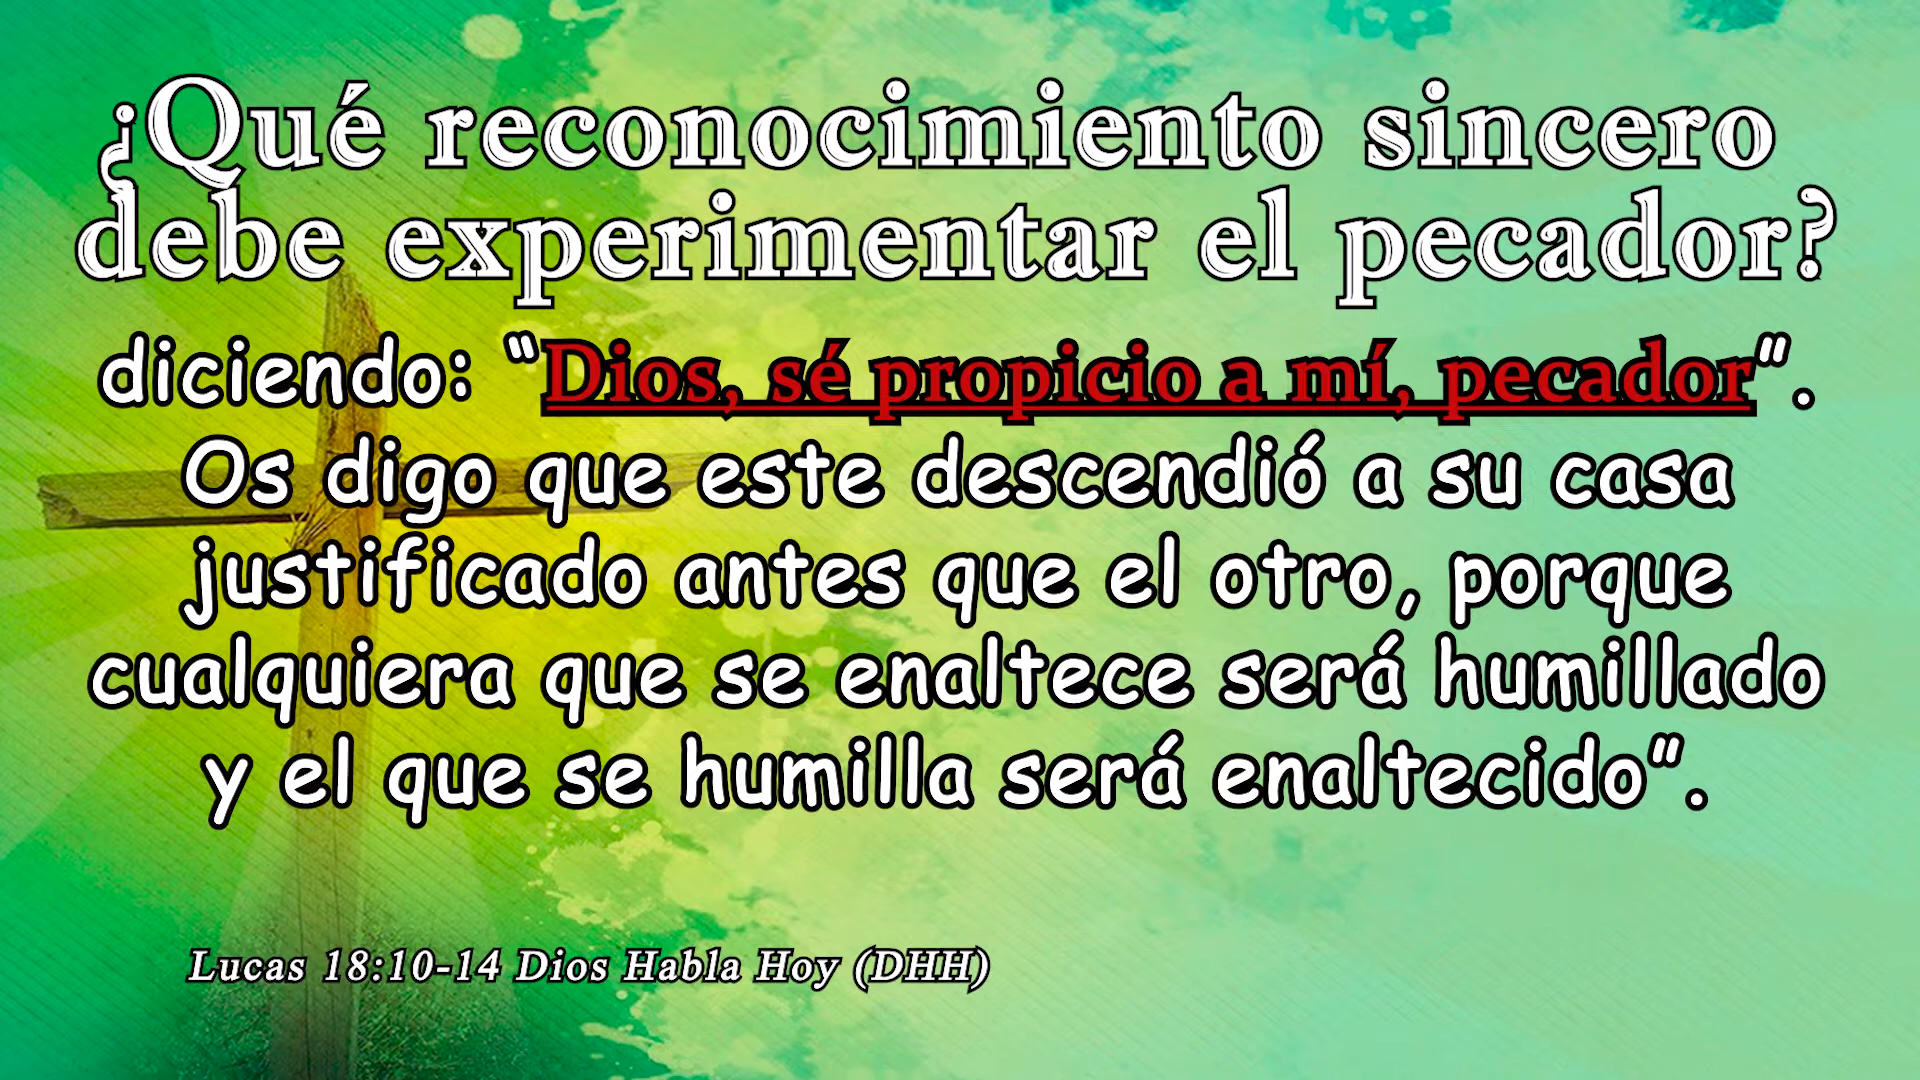 ¿Qué reconocimiento sincero
debe experimentar el pecador?
diciendo: “Dios, sé propicio a mí, pecador”.
Os digo que este descendió a su casa
justificado antes que el otro, porque
cualquiera que se enaltece será humillado
y el que se humilla será enaltecido”.
Lucas 18:10-14 Dios Habla Hoy (DHH)